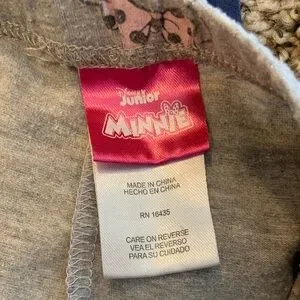 Disney
Junior
MINNIE
MADE IN CHINA
HECHO EN CHINA
RN 16435
CARE ON REVERSE
VEA EL REVERSO
PARA SU CUIDADO